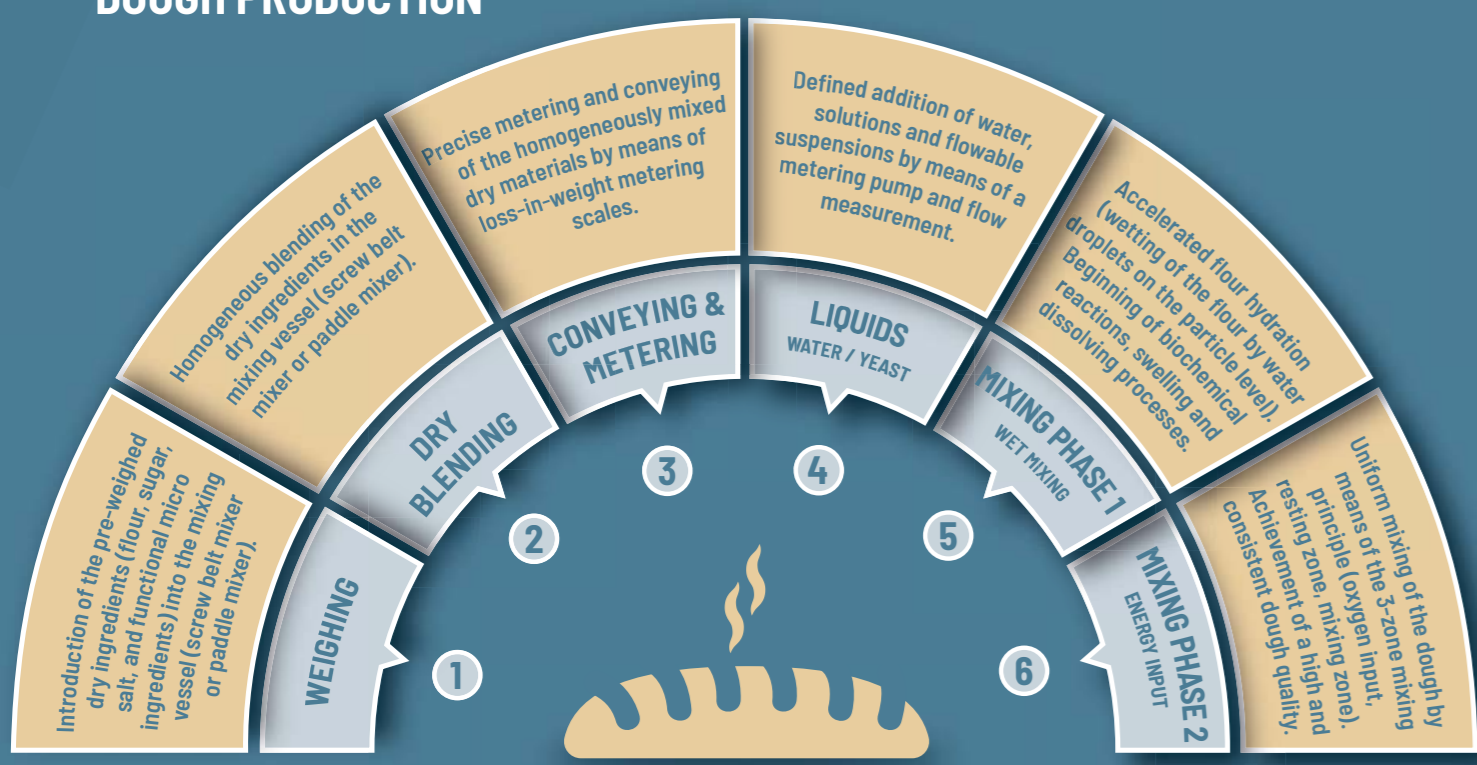 DOUGH PRODUCTION
Introduction of the pre-weighed
dry ingredients (flour, sugar,
salt, and functional micro
ingredients) into the mixing
vessel (screw belt mixer
or paddle mixer).
WEIGHING
1
Homogeneous blending of the
dry ingredients in the
mixing vessel (screw belt
mixer or paddle mixer).
DRY
BLENDING
2
Precise metering and conveying
of the homogeneously mixed
dry materials by means of
loss-in-weight metering
scales.
CONVEYING &
METERING
3
Defined addition of water,
solutions and flowable
suspensions by means of a
metering pump and flow
measurement.
LIQUIDS
WATER / YEAST
4
Accelerated flour hydration
(wetting of the flour by water
droplets on the particle level).
Beginning of biochemical
reactions, swelling and
dissolving processes.
MIXING PHASE 1
WET MIXING
5
Uniform mixing of the dough by
means of the 3-zone mixing
principle (oxygen input,
resting zone, mixing zone).
Achievement of a high and
consistent dough quality.
MIXING PHASE 2
ENERGY INPUT
6